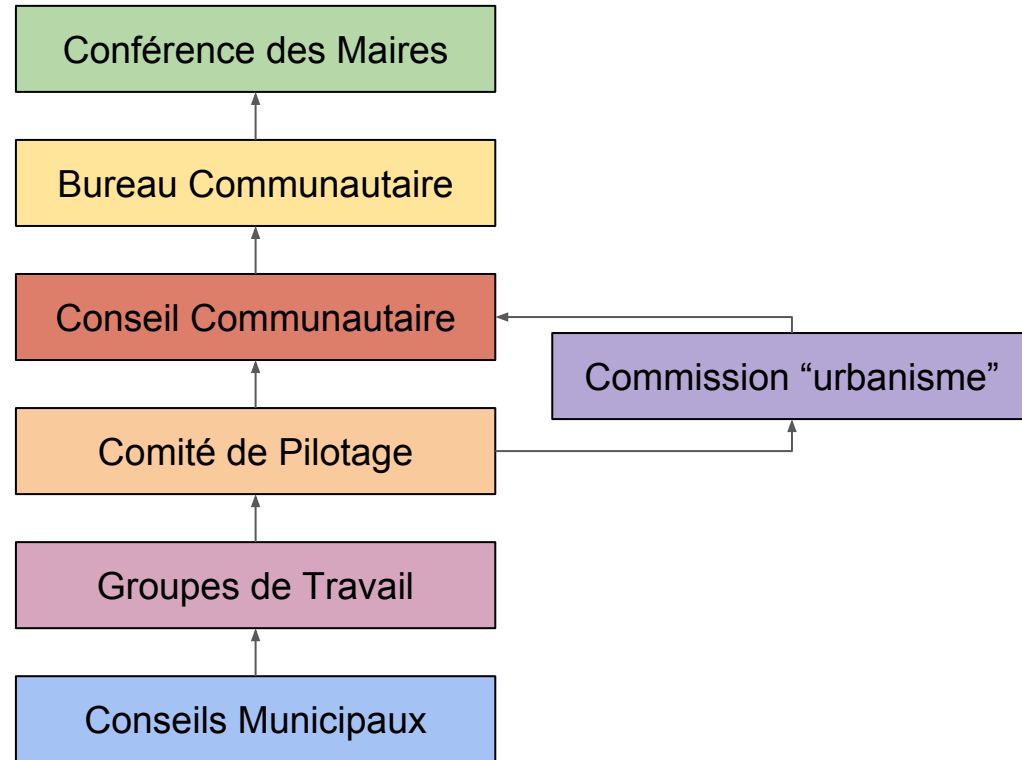 Conférence des Maires
Bureau Communautaire
Conseil Communautaire
Commission “urbanisme”
Comité de Pilotage
Groupes de Travail
Conseils Municipaux